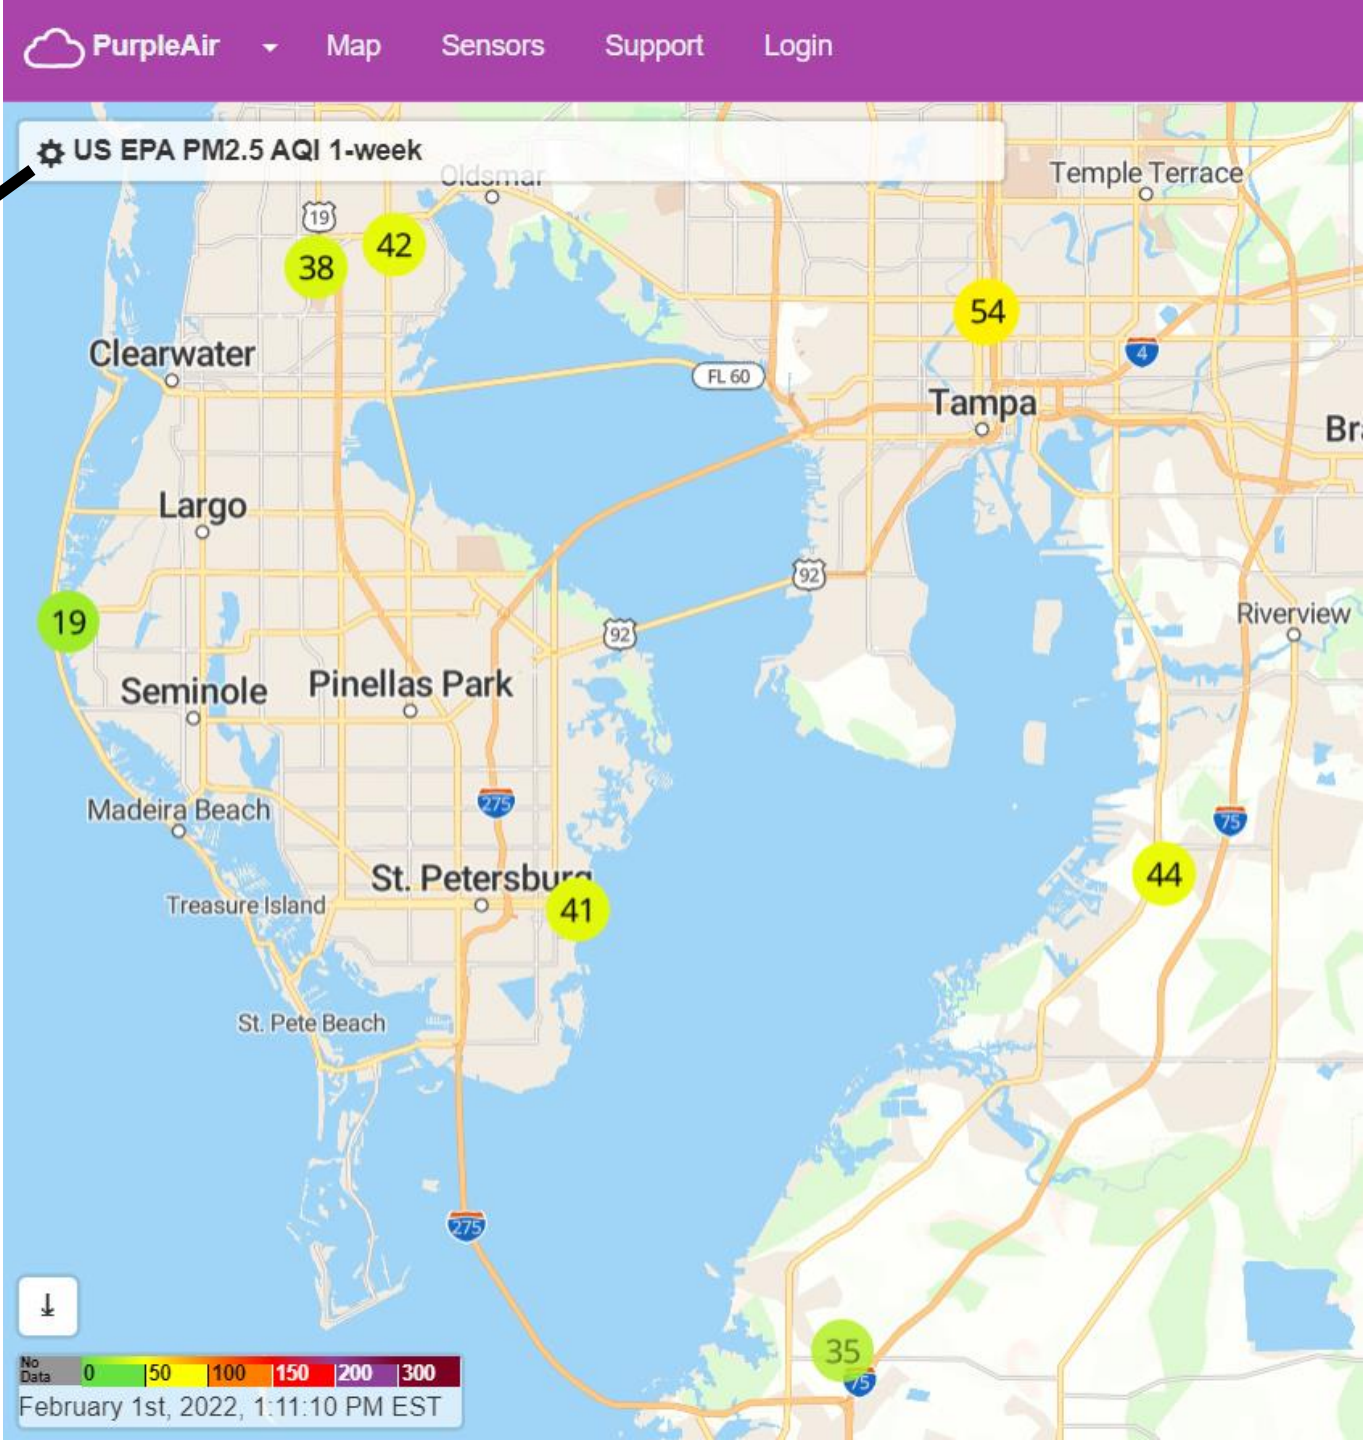 PurpleAir Map Sensors Support Login
US EPA PM2.5 AQI 1-week
Oldsmar
Temple Terrace
19
42
38
54
Clearwater
4
FL 60
Tampa
Br
Largo
92
19
92
Riverview
Seminole
Pinellas Park
275
Madeira Beach
75
44
St. Petersburg
Treasure Island
41
St. Pete Beach
275
35
75
No Data 0 50 100 150 200 300
February 1st, 2022, 1:11:10 PM EST